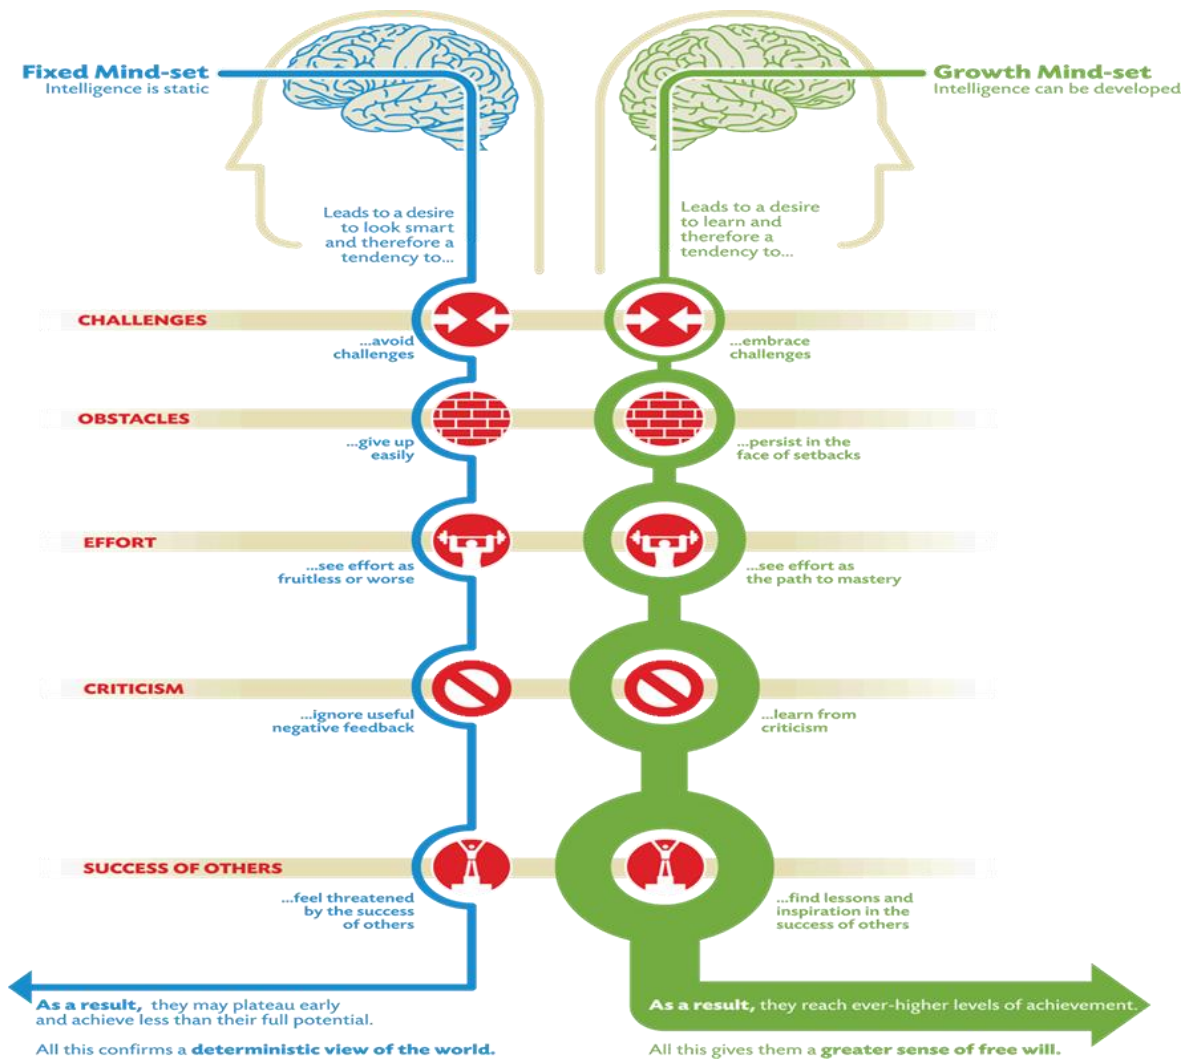 Fixed Mind-set
Intelligence is static
Growth Mind-set
Intelligence can be developed
Leads to a desire
to look smart
and therefore a
tendency to...
Leads to a desire
to learn and
therefore a
tendency to...
CHALLENGES
...avoid
challenges
...embrace
challenges
OBSTACLES
...give up
easily
...persist in the
face of setbacks
EFFORT
...see effort as
fruitless or worse
...see effort as
the path to mastery
CRITICISM
...ignore useful
negative feedback
...learn from
criticism
SUCCESS OF OTHERS
...feel threatened
by the success
of others
...find lessons and
inspiration in the
success of others
As a result, they may plateau early
and achieve less than their full potential.
All this confirms a deterministic view of the world.
As a result, they reach ever-higher levels of achievement.
All this gives them a greater sense of free will.